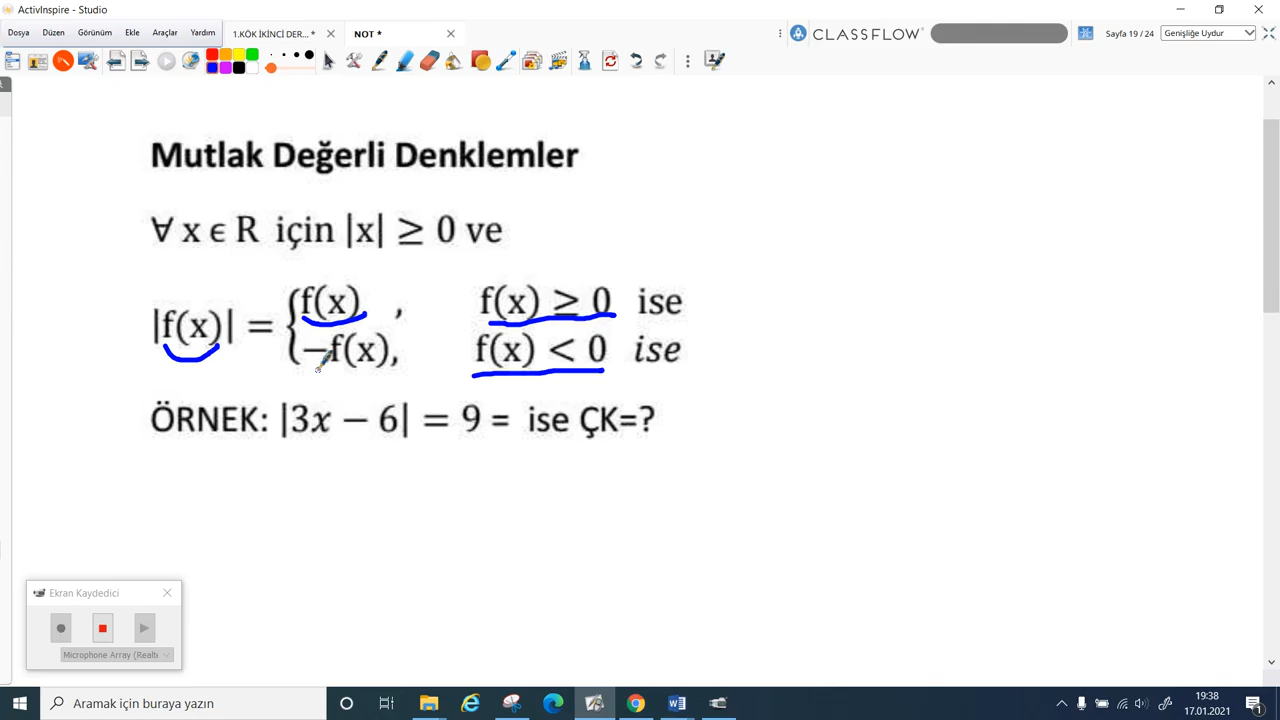 ActivInspire - Studio
Dosya Düzen Görünüm Ekle Araçlar Yardım
1.KÖK İKİNCİ DER... *
NOT *
CLASSFLOW
Sayfa 19 / 24
Genişliğe Uydur
Mutlak Değerli Denklemler
∀ x ϵ R için |x| ≥ 0 ve
|f(x)| = { f(x) , f(x) ≥ 0 ise
−f(x), f(x) < 0 ise
ÖRNEK: |3x − 6| = 9 = ise ÇK=?
Ekran Kaydedici
Microphone Array (Realte
Aramak için buraya yazın
19:38
17.01.2021
1